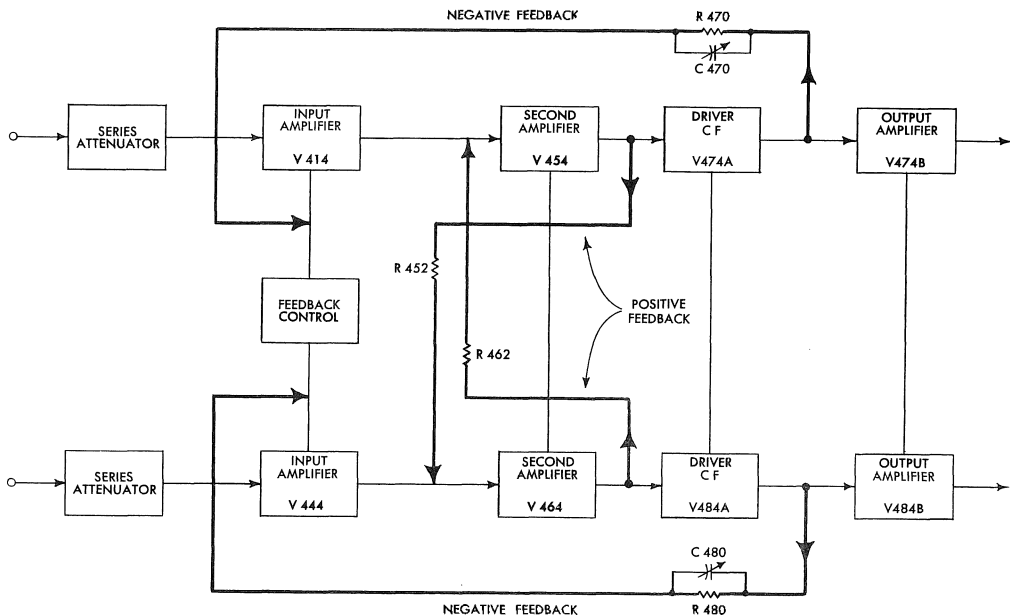 NEGATIVE FEEDBACK
R 470
C 470
SERIES
ATTENUATOR
INPUT
AMPLIFIER
V 414
SECOND
AMPLIFIER
V 454
DRIVER
C F
V474A
OUTPUT
AMPLIFIER
V474B
R 452
FEEDBACK
CONTROL
POSITIVE
FEEDBACK
R 462
SERIES
ATTENUATOR
INPUT
AMPLIFIER
V 444
SECOND
AMPLIFIER
V 464
DRIVER
C F
V484A
OUTPUT
AMPLIFIER
V484B
C 480
R 480
NEGATIVE FEEDBACK